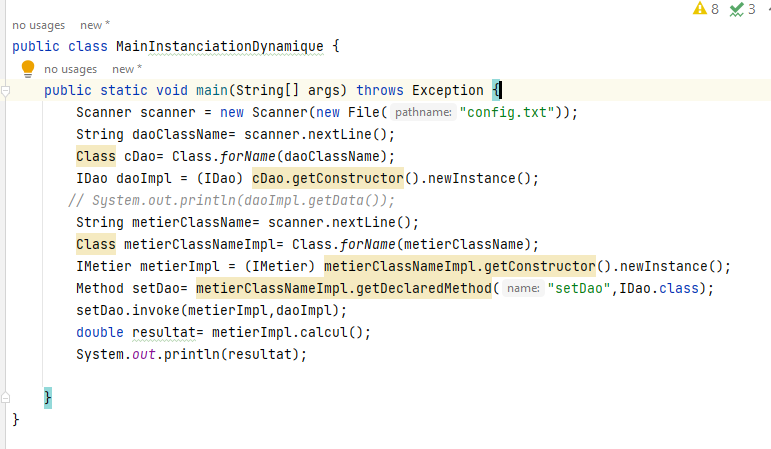 8 3
no usages new *
public class MainInstanciationDynamique {
no usages new *
public static void main(String[] args) throws Exception {
Scanner scanner = new Scanner(new File( pathname: "config.txt"));
String daoClassName= scanner.nextLine();
Class cDao= Class.forName(daoClassName);
IDao daoImpl = (IDao) cDao.getConstructor().newInstance();
// System.out.println(daoImpl.getData());
String metierClassName= scanner.nextLine();
Class metierClassNameImpl= Class.forName(metierClassName);
IMetier metierImpl = (IMetier) metierClassNameImpl.getConstructor().newInstance();
Method setDao= metierClassNameImpl.getDeclaredMethod( name: "setDao",IDao.class);
setDao.invoke(metierImpl,daoImpl);
double resultat= metierImpl.calcul();
System.out.println(resultat);
}
}